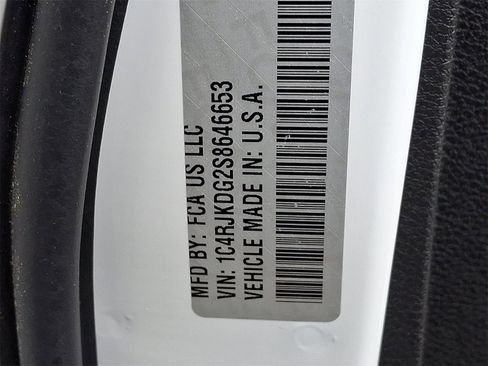 MFD BY: FCA US LLC
VIN: 1C4RJKDG2S8646653
VEHICLE MADE IN: U.S.A.